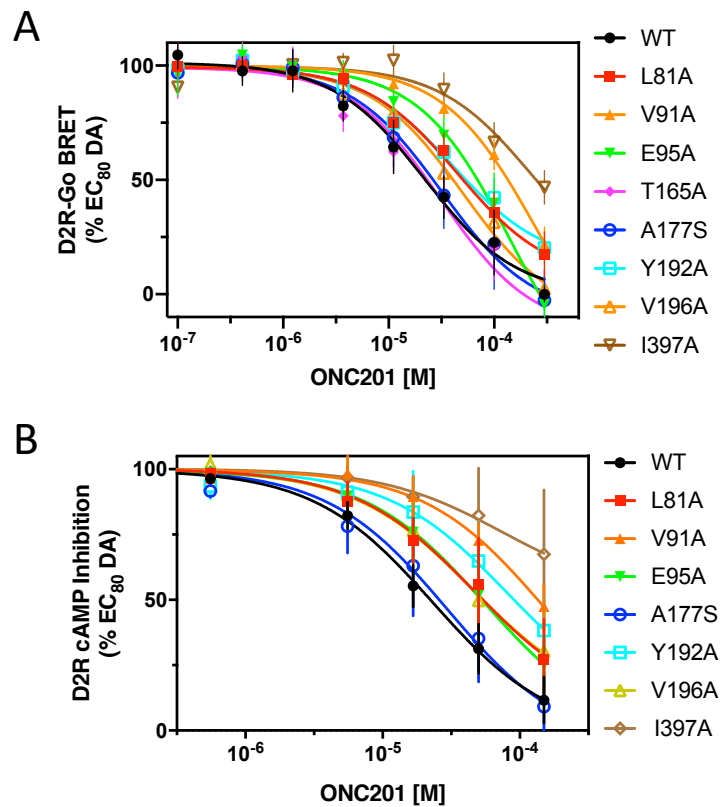 A
D2R-Go BRET
(% EC80 DA)
100
50
0
10-7
10-6
10-5
10-4
ONC201 [M]
WT
L81A
V91A
E95A
T165A
A177S
Y192A
V196A
I397A
B
D2R cAMP Inhibition
(% EC80 DA)
100
50
0
10-6
10-5
10-4
ONC201 [M]
WT
L81A
V91A
E95A
A177S
Y192A
V196A
I397A